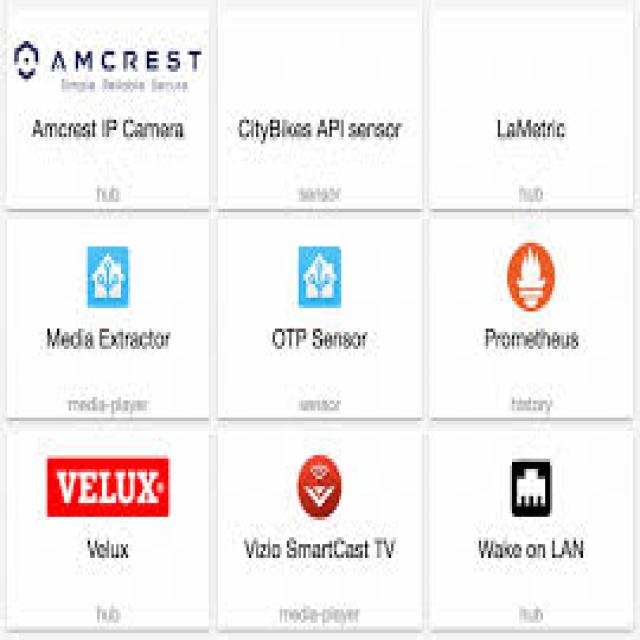 AMCREST
Simple Reliable Secure
Amcrest IP Camera
CityBikes API sensor
LaMetric
hub
sensor
hub
Media Extractor
OTP Sensor
Prometheus
media-player
sensor
history
VELUX
Velux
Vizio SmartCast TV
Wake on LAN
hub
media-player
hub